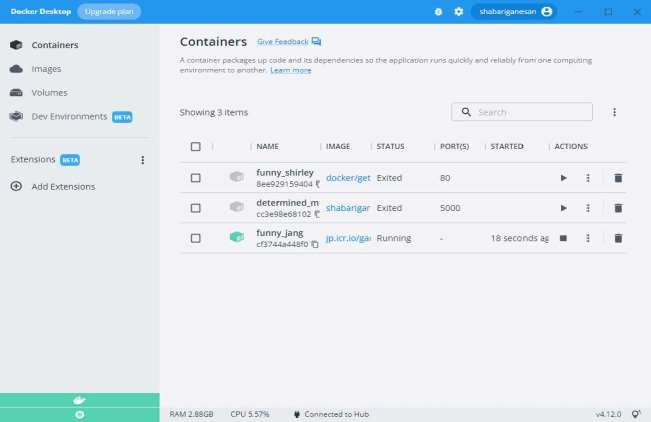 Docker Desktop Upgrade plan shabariganesan
Containers
Images
Volumes
Dev Environments BETA
Extensions BETA
Add Extensions
Containers Give Feedback
A container packages up code and its dependencies so the application runs quickly and reliably from one computing
environment to another. Learn more
Showing 3 items Search
NAME IMAGE STATUS PORT(S) STARTED ACTIONS
funny_shirley
8ee929159404 docker/get Exited 80
determined_m
cc3e98e68102 shabarigar Exited 5000
funny_jang
cf3744a448f0 jp.icr.io/ga Running - 18 seconds ag
RAM 2.88GB CPU 5.57% Connected to Hub v4.12.0